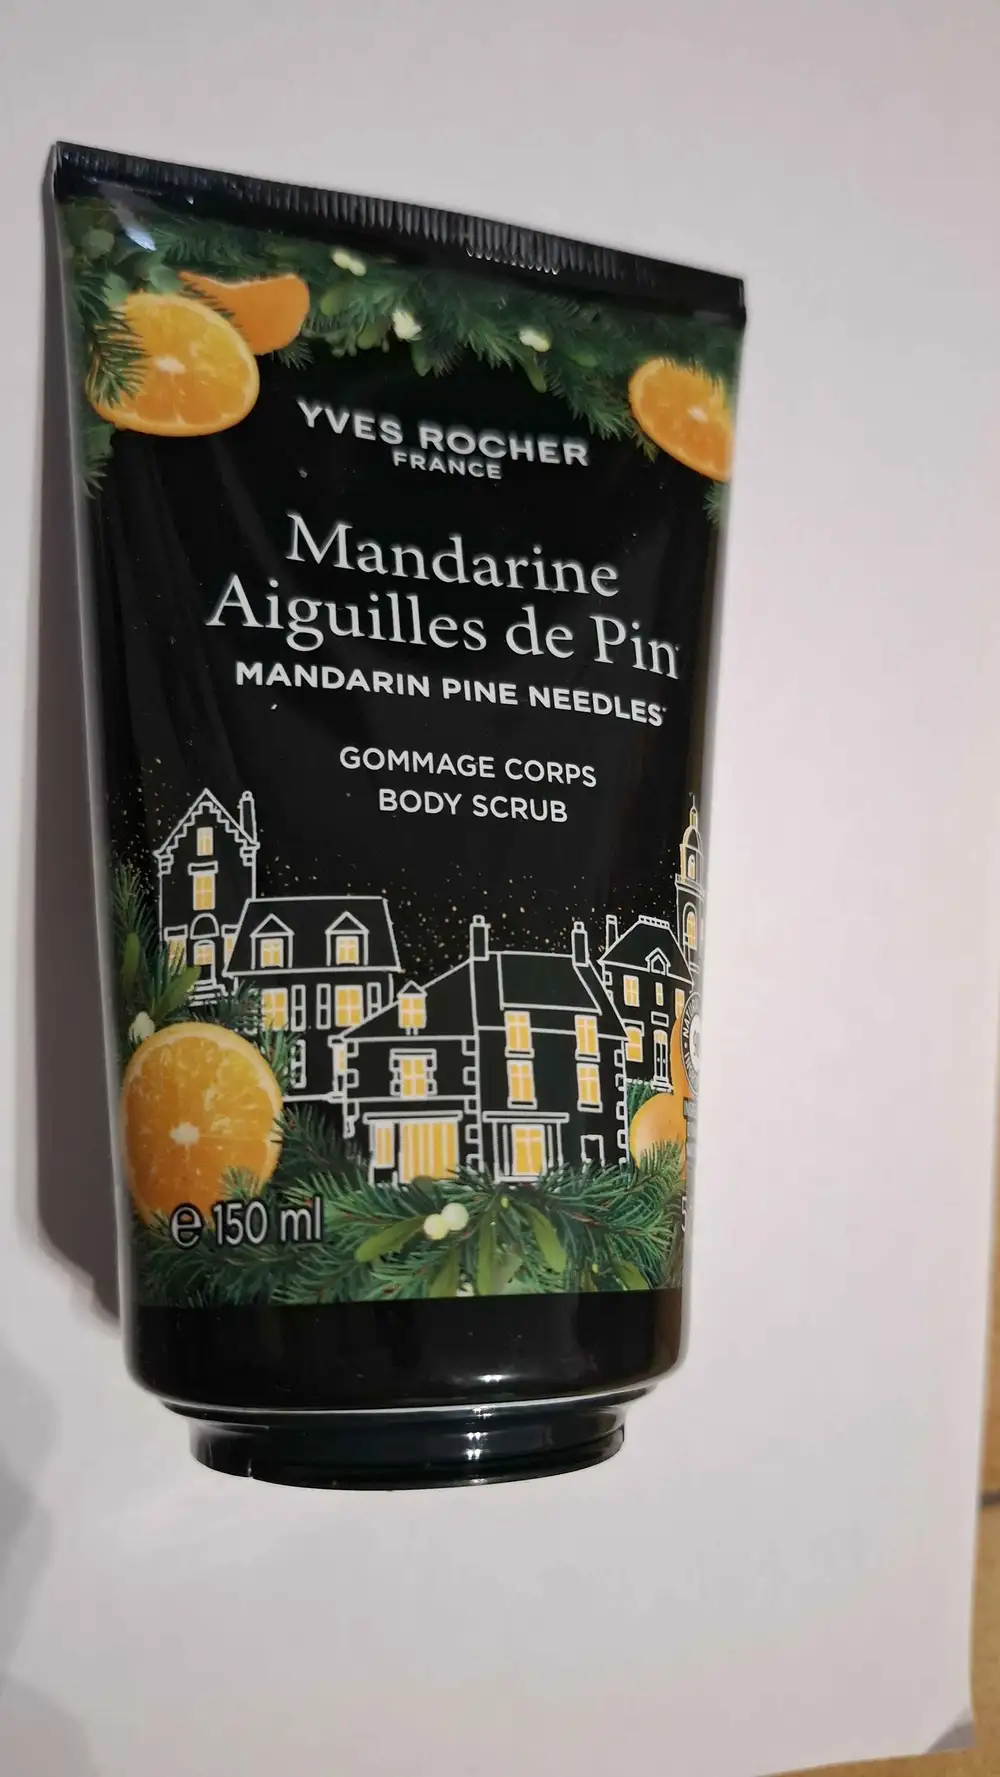 YVES ROCHER
FRANCE
Mandarine
Aiguilles de Pin*
MANDARIN PINE NEEDLES*
GOMMAGE CORPS
BODY SCRUB
℮ 150 ml